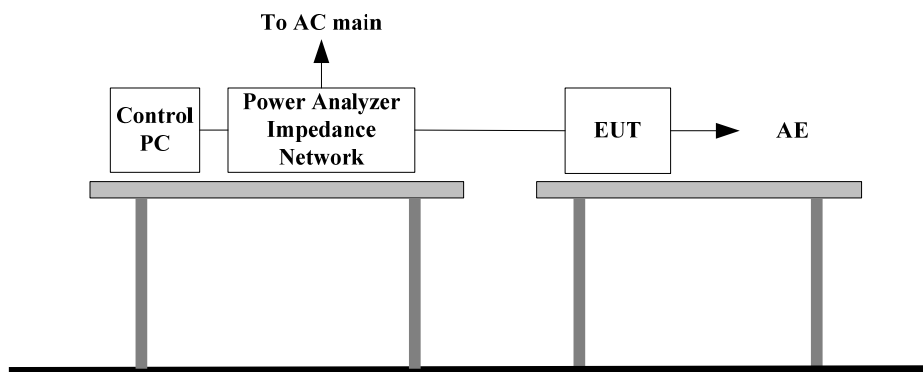 To AC main
Control
PC
Power Analyzer
Impedance
Network
EUT
AE